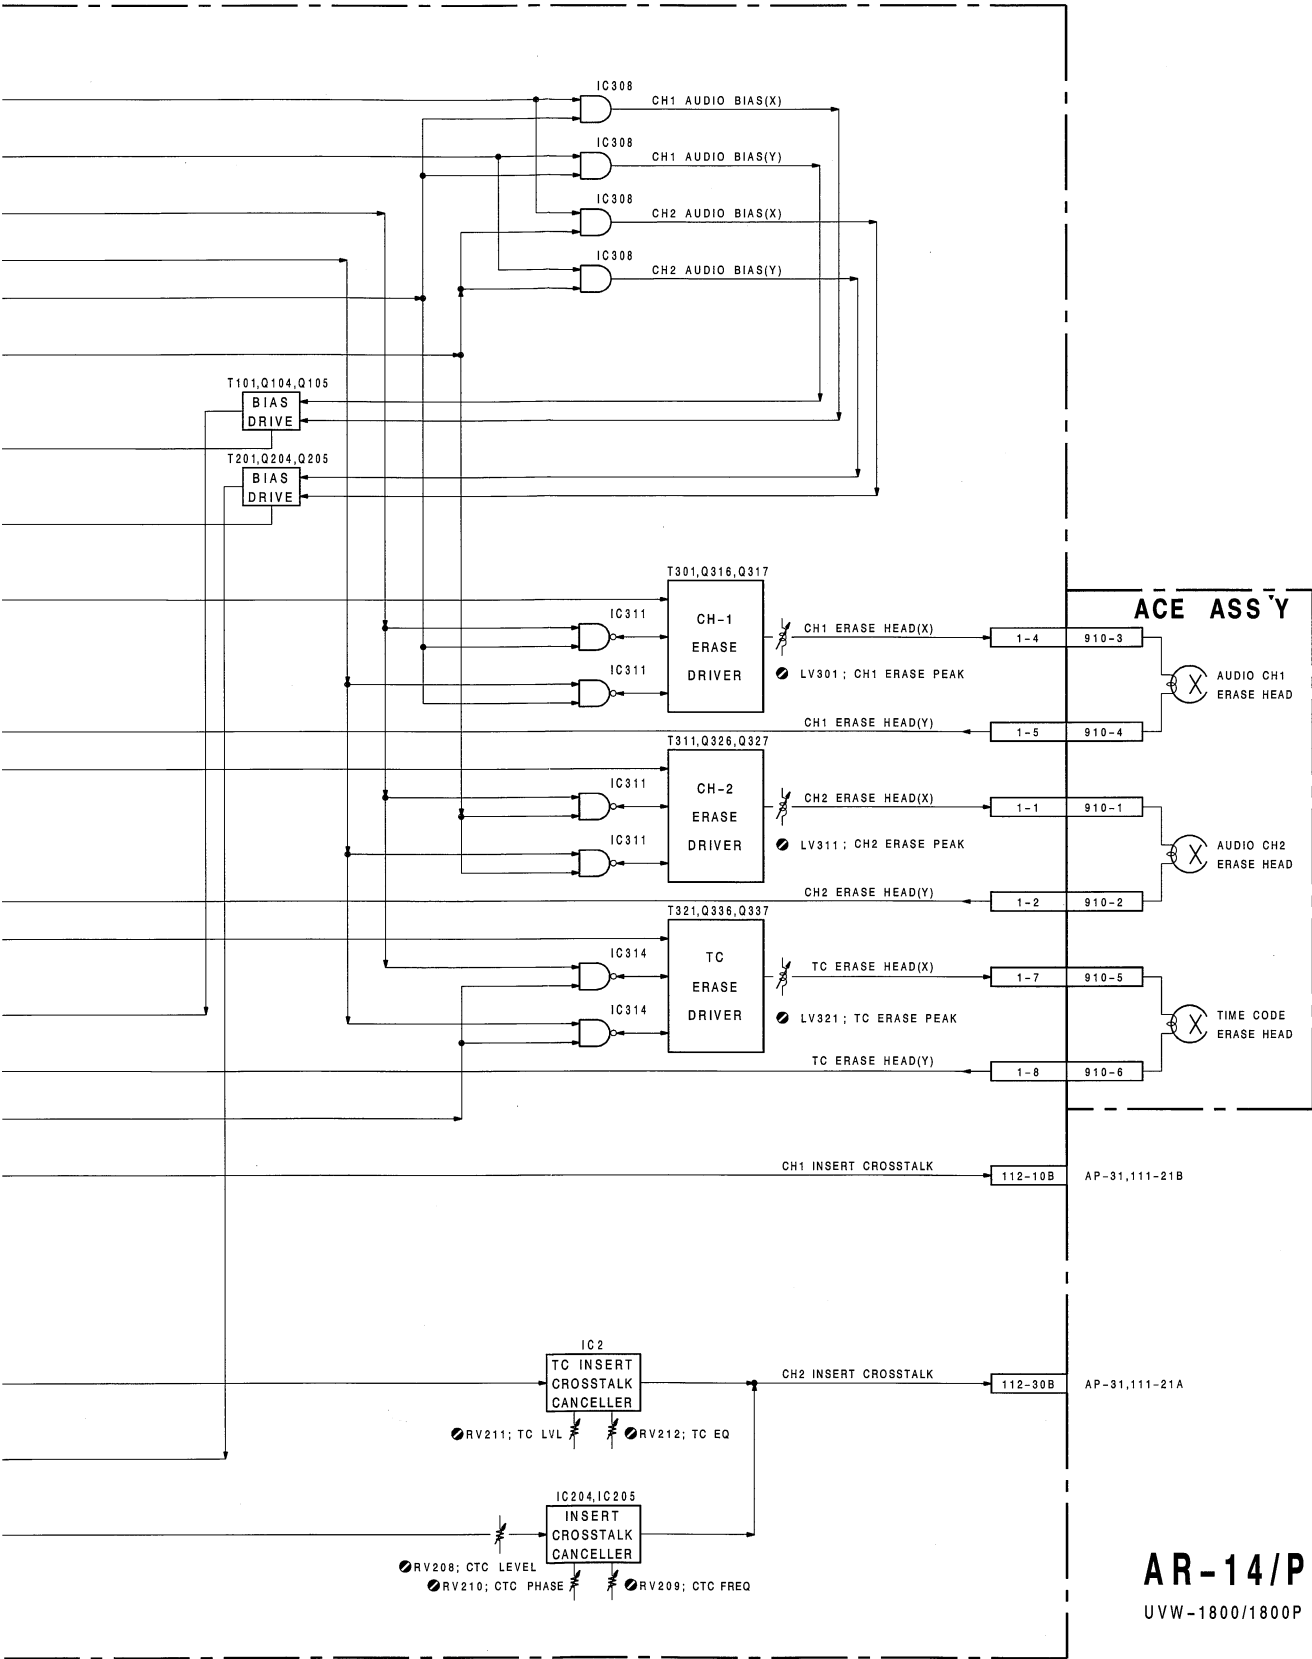 IC308
CH1 AUDIO BIAS(X)
IC308
CH1 AUDIO BIAS(Y)
IC308
CH2 AUDIO BIAS(X)
IC308
CH2 AUDIO BIAS(Y)
T101,Q104,Q105
BIAS
DRIVE
T201,Q204,Q205
BIAS
DRIVE
T301,Q316,Q317
CH-1
ERASE
DRIVER
IC311
IC311
CH1 ERASE HEAD(X)
LV301; CH1 ERASE PEAK
CH1 ERASE HEAD(Y)
ACE ASS'Y
1-4 910-3
AUDIO CH1
ERASE HEAD
1-5 910-4
T311,Q326,Q327
CH-2
ERASE
DRIVER
IC311
IC311
CH2 ERASE HEAD(X)
LV311; CH2 ERASE PEAK
CH2 ERASE HEAD(Y)
1-1 910-1
AUDIO CH2
ERASE HEAD
1-2 910-2
T321,Q336,Q337
TC
ERASE
DRIVER
IC314
IC314
TC ERASE HEAD(X)
LV321; TC ERASE PEAK
TC ERASE HEAD(Y)
1-7 910-5
TIME CODE
ERASE HEAD
1-8 910-6
CH1 INSERT CROSSTALK
112-10B AP-31,111-21B
IC2
TC INSERT
CROSSTALK
CANCELLER
CH2 INSERT CROSSTALK
112-30B AP-31,111-21A
RV211; TC LVL
RV212; TC EQ
IC204,IC205
INSERT
CROSSTALK
CANCELLER
RV208; CTC LEVEL
RV210; CTC PHASE
RV209; CTC FREQ
AR-14/P
UVW-1800/1800P